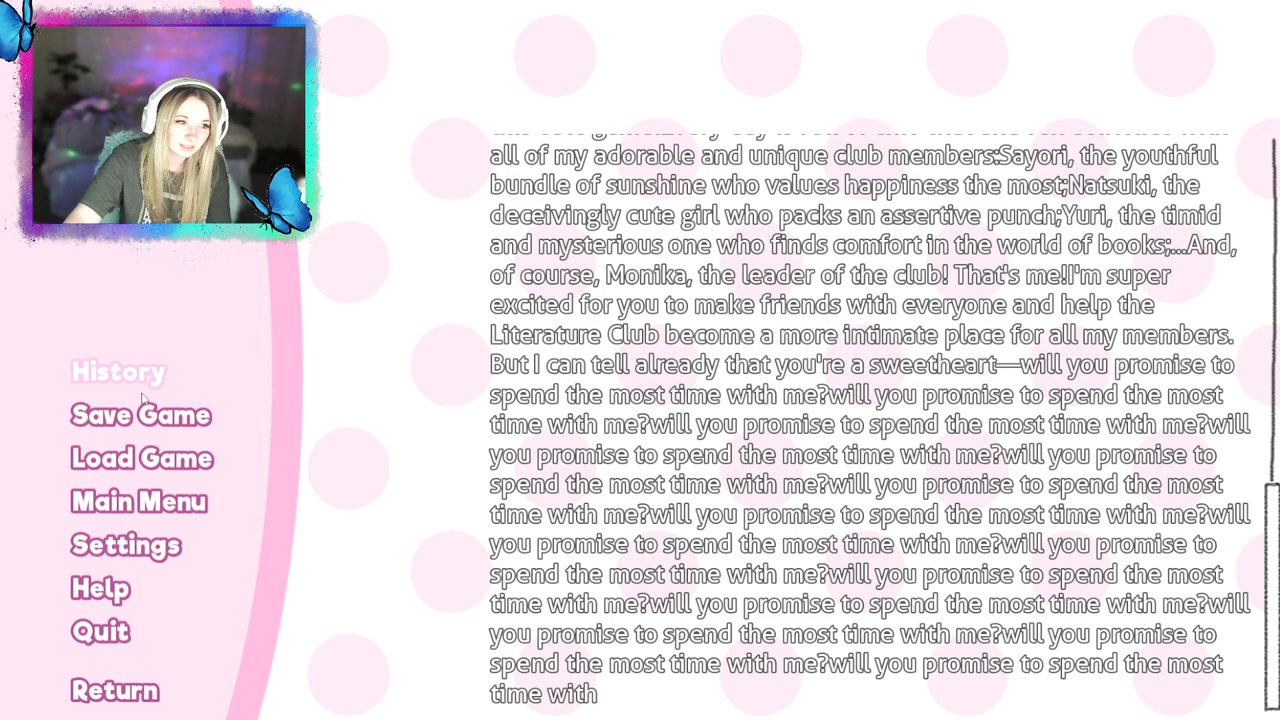 History
Save Game
Load Game
Main Menu
Settings
Help
Quit
Return
all of my adorable and unique club members:Sayori, the youthful
bundle of sunshine who values happiness the most;Natsuki, the
deceivingly cute girl who packs an assertive punch;Yuri, the timid
and mysterious one who finds comfort in the world of books;...And,
of course, Monika, the leader of the club! That's me!I'm super
excited for you to make friends with everyone and help the
Literature Club become a more intimate place for all my members.
But I can tell already that you're a sweetheart—will you promise to
spend the most time with me?will you promise to spend the most
time with me?will you promise to spend the most time with me?will
you promise to spend the most time with me?will you promise to
spend the most time with me?will you promise to spend the most
time with me?will you promise to spend the most time with me?will
you promise to spend the most time with me?will you promise to
spend the most time with me?will you promise to spend the most
time with me?will you promise to spend the most time with me?will
you promise to spend the most time with me?will you promise to
spend the most time with me?will you promise to spend the most
time with